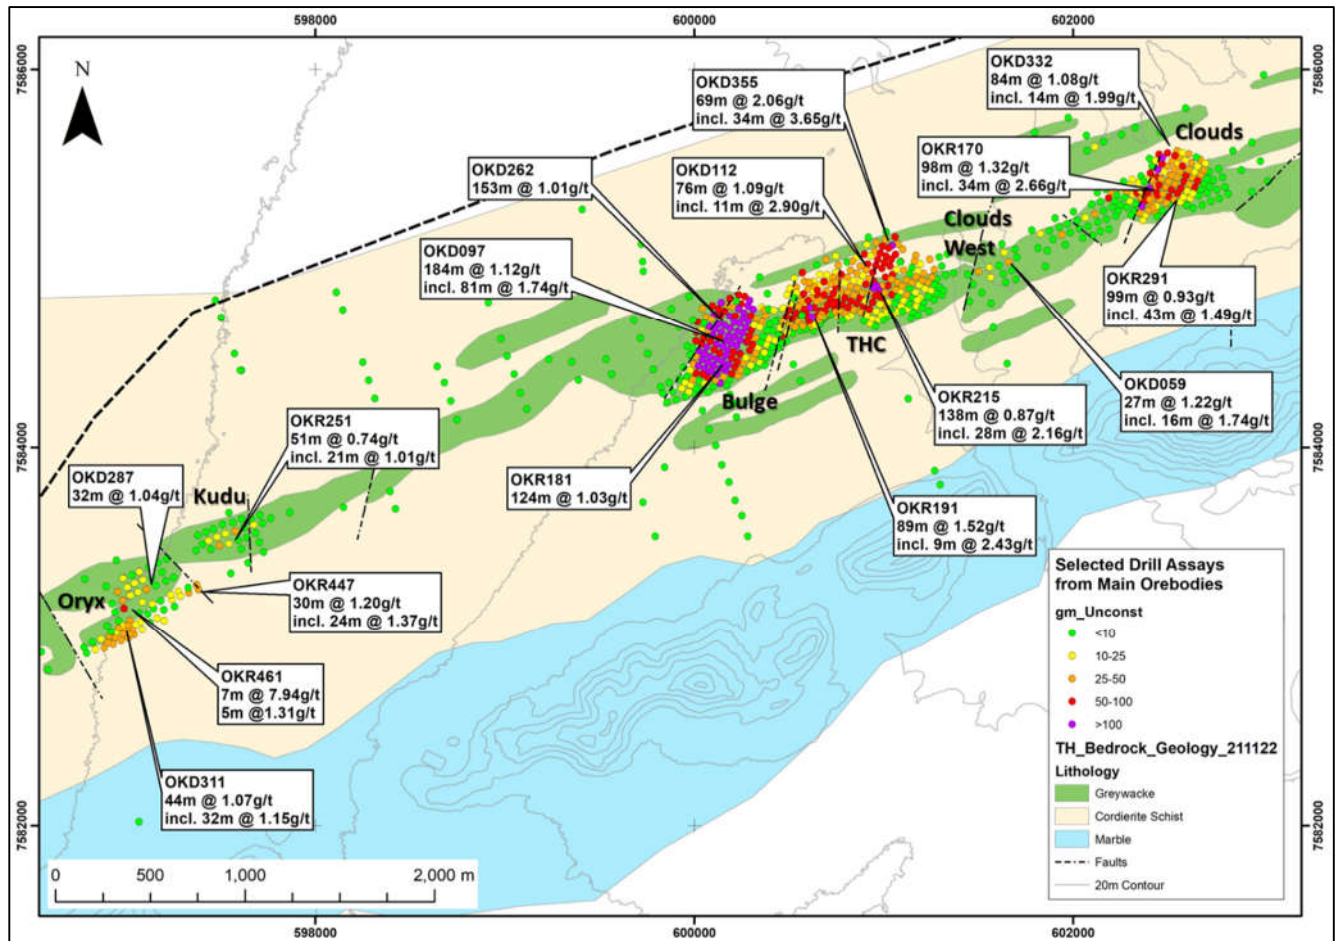 598000
600000
602000
7586000
7586000
N
OKD332
84m @ 1.08g/t
incl. 14m @ 1.99g/t
OKD355
69m @ 2.06g/t
incl. 34m @ 3.65g/t
Clouds
OKR170
98m @ 1.32g/t
incl. 34m @ 2.66g/t
OKD262
153m @ 1.01g/t
OKD112
76m @ 1.09g/t
incl. 11m @ 2.90g/t
Clouds
West
OKD097
184m @ 1.12g/t
incl. 81m @ 1.74g/t
OKR291
99m @ 0.93g/t
incl. 43m @ 1.49g/t
THC
Bulge
OKD059
27m @ 1.22g/t
incl. 16m @ 1.74g/t
OKR215
138m @ 0.87g/t
incl. 28m @ 2.16g/t
7584000
7584000
OKR251
51m @ 0.74g/t
incl. 21m @ 1.01g/t
OKD287
32m @ 1.04g/t
Kudu
OKR181
124m @ 1.03g/t
OKR191
89m @ 1.52g/t
incl. 9m @ 2.43g/t
Oryx
OKR447
30m @ 1.20g/t
incl. 24m @ 1.37g/t
OKR461
7m @ 7.94g/t
5m @1.31g/t
OKD311
44m @ 1.07g/t
incl. 32m @ 1.15g/t
Selected Drill Assays
from Main Orebodies
gm_Unconst
<10
10-25
25-50
50-100
>100
TH_Bedrock_Geology_211122
Lithology
Greywacke
Cordierite Schist
Marble
Faults
20m Contour
7582000
7582000
0 500 1,000 2,000 m
598000
600000
602000